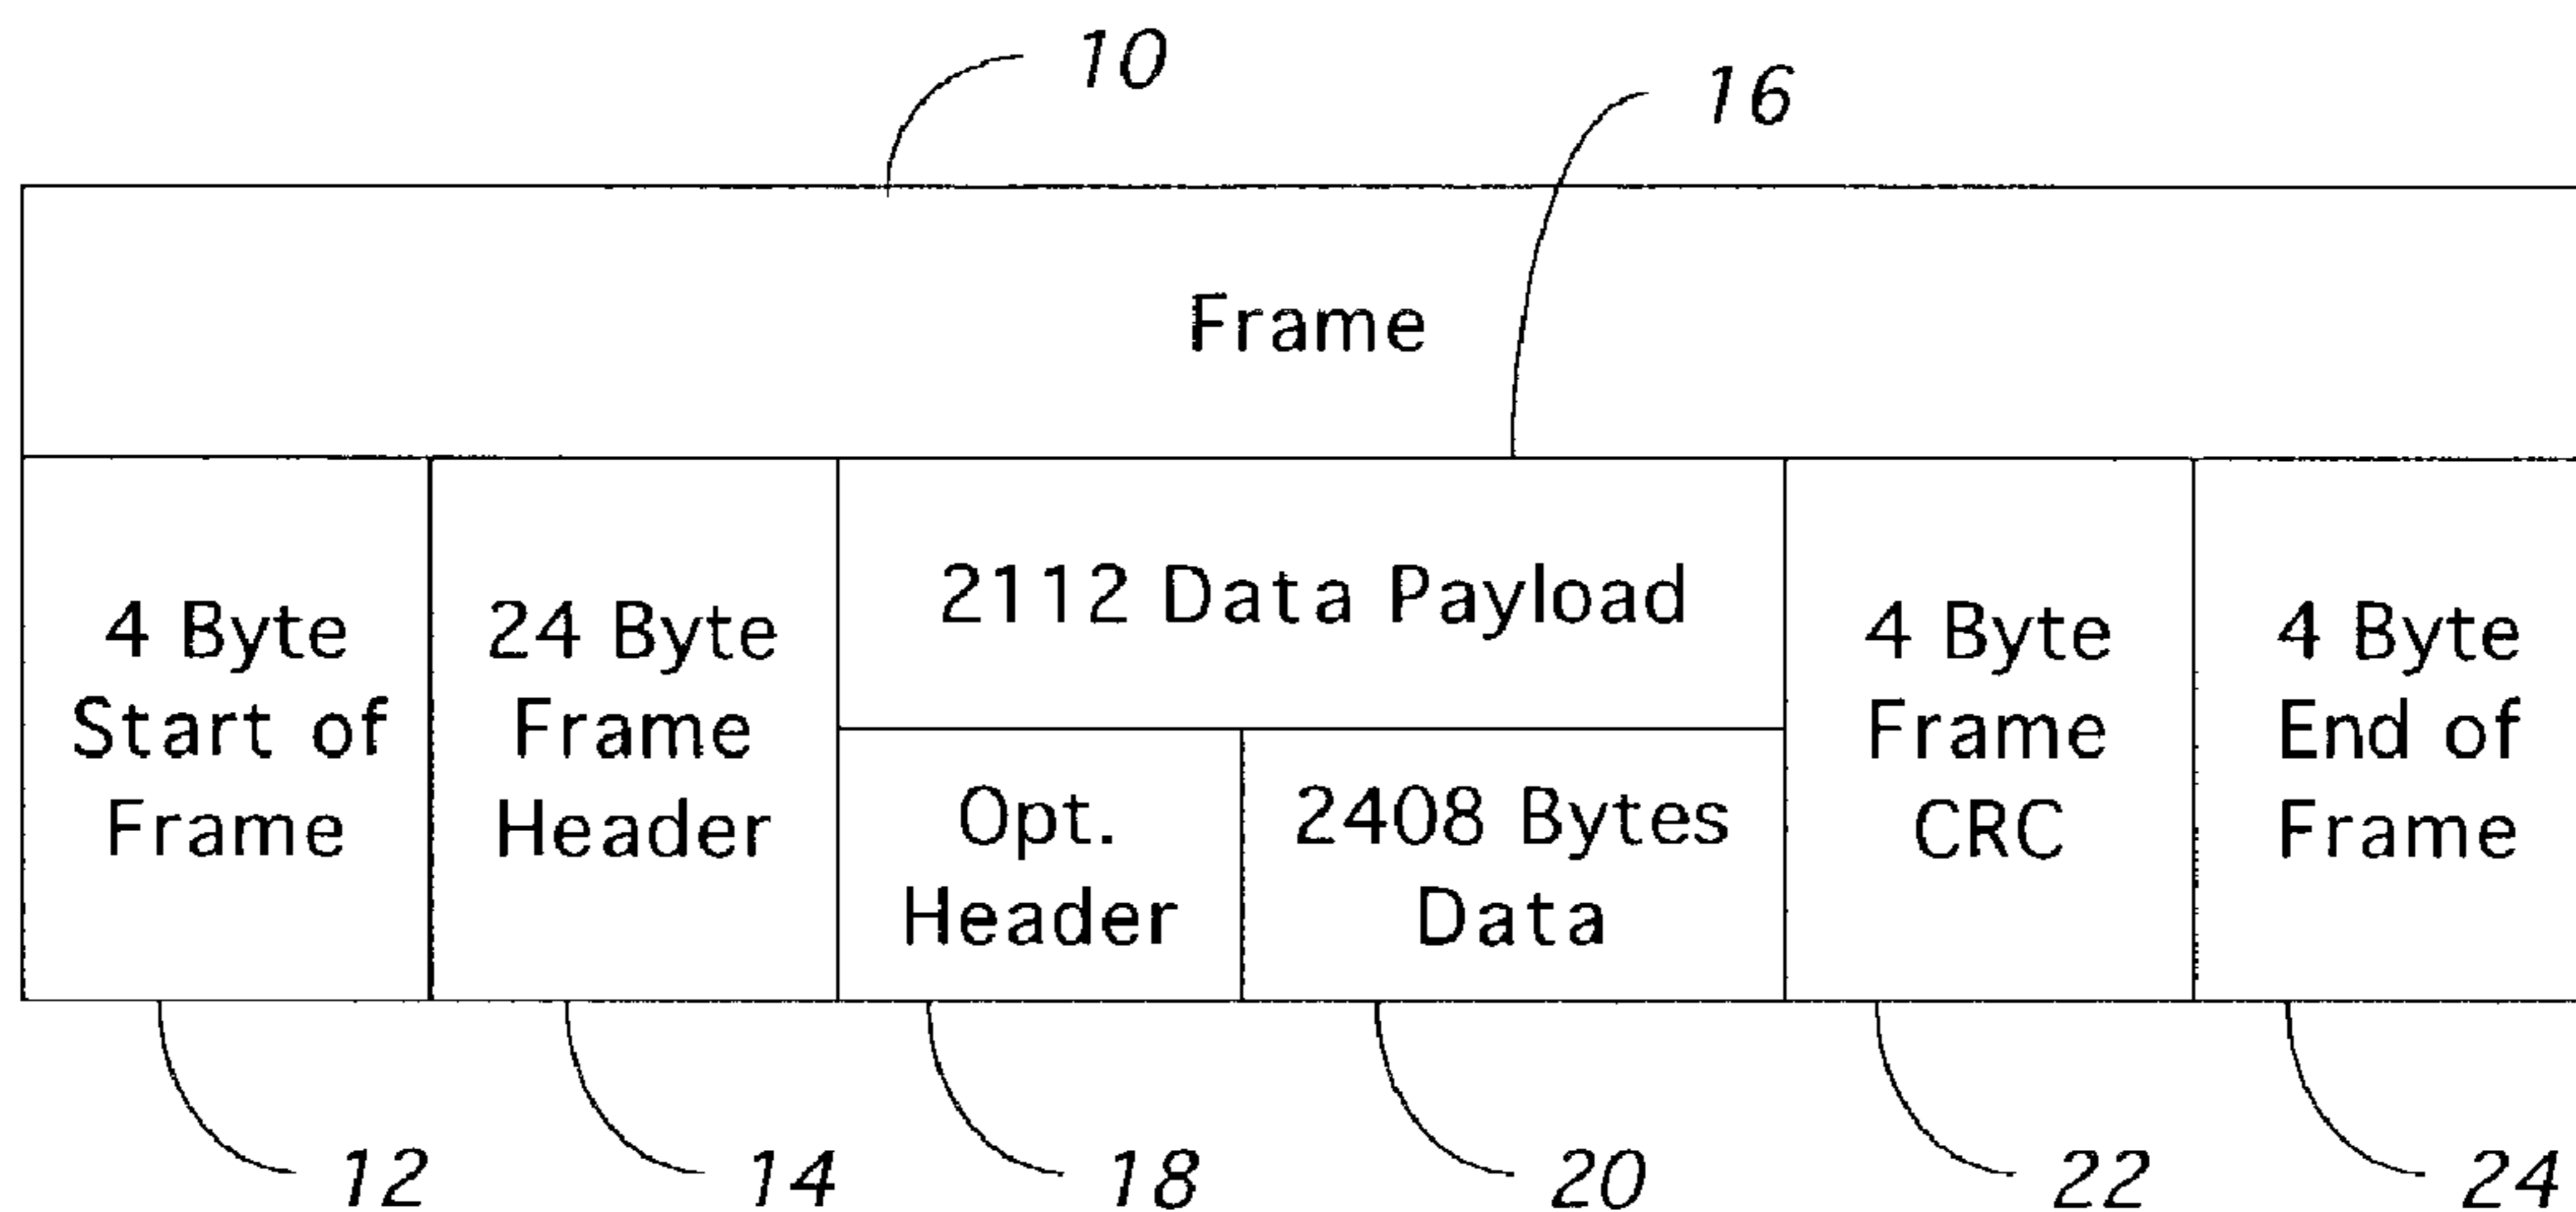 10
16
Frame
4 Byte
Start of
Frame
24 Byte
Frame
Header
2112 Data Payload
Opt.
Header
2408 Bytes
Data
4 Byte
Frame
CRC
4 Byte
End of
Frame
12
14
18
20
22
24